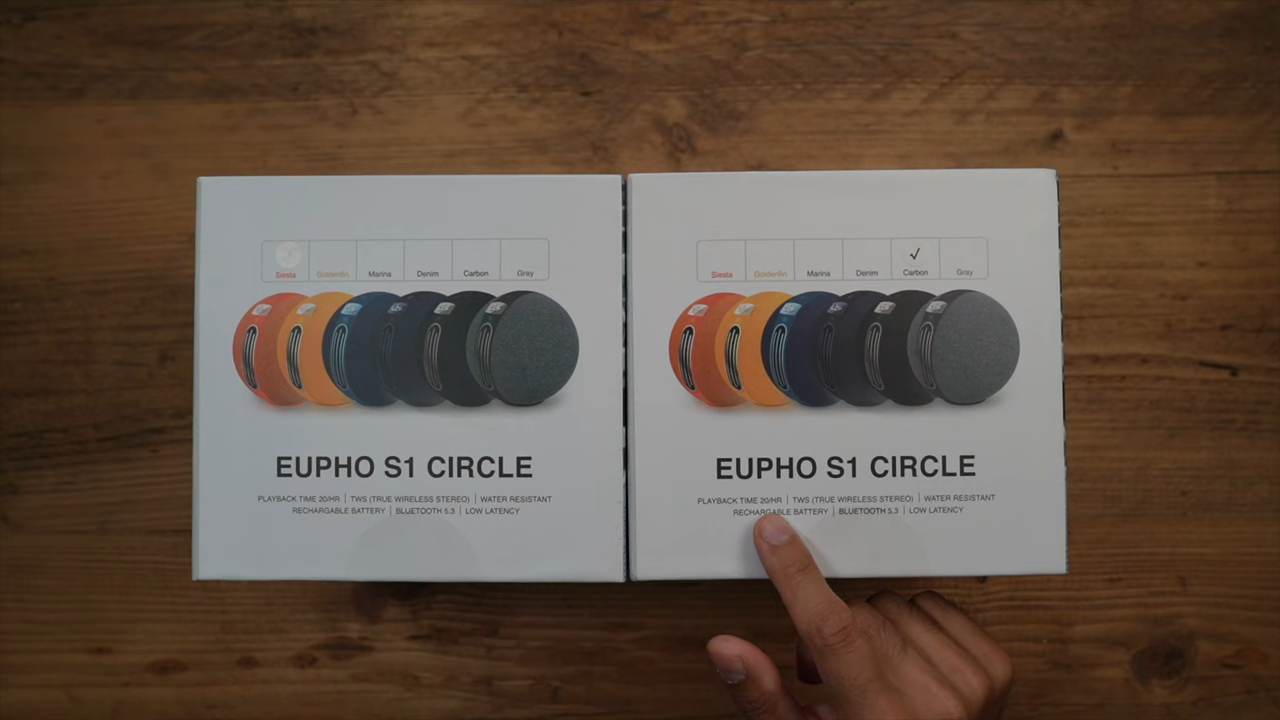 Siesta Goldenfin Marina Denim Carbon Gray
EUPHO S1 CIRCLE
PLAYBACK TIME 20/HR | TWS (TRUE WIRELESS STEREO) | WATER RESISTANT
RECHARGABLE BATTERY | BLUETOOTH 5.3 | LOW LATENCY
✓
Siesta Goldenfin Marina Denim Carbon Gray
EUPHO S1 CIRCLE
PLAYBACK TIME 20/HR | TWS (TRUE WIRELESS STEREO) | WATER RESISTANT
RECHARGABLE BATTERY | BLUETOOTH 5.3 | LOW LATENCY